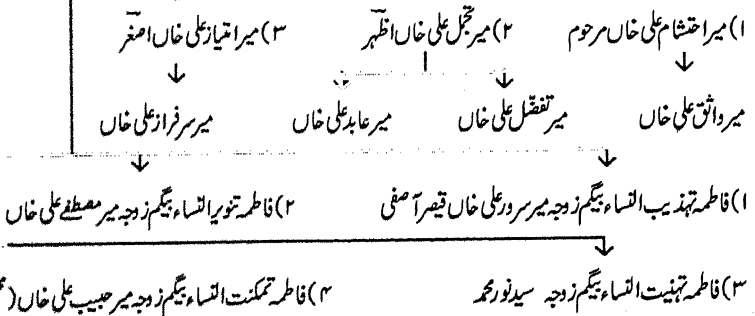 ۱) میر احتشام علی خاں مرحوم ۲) میر تجمل علی خاں اظہر ۳) میر امتیاز علی خاں اصغر
میر واثق علی خاں میر تفضّل علی خاں میر عابد علی خاں میر سرفراز علی خاں
۱) فاطمہ تہذیب النساء بیگم زوجہ میر سرور علی خاں قیصر آصفی ۲) فاطمہ تنویر النساء بیگم زوجہ میر مصطفےٰ علی خاں
۳) فاطمہ تہنیت النساء بیگم زوجہ سید نور محمد ۴) فاطمہ تمکنت النساء بیگم زوجہ میر حبیب علی خاں (